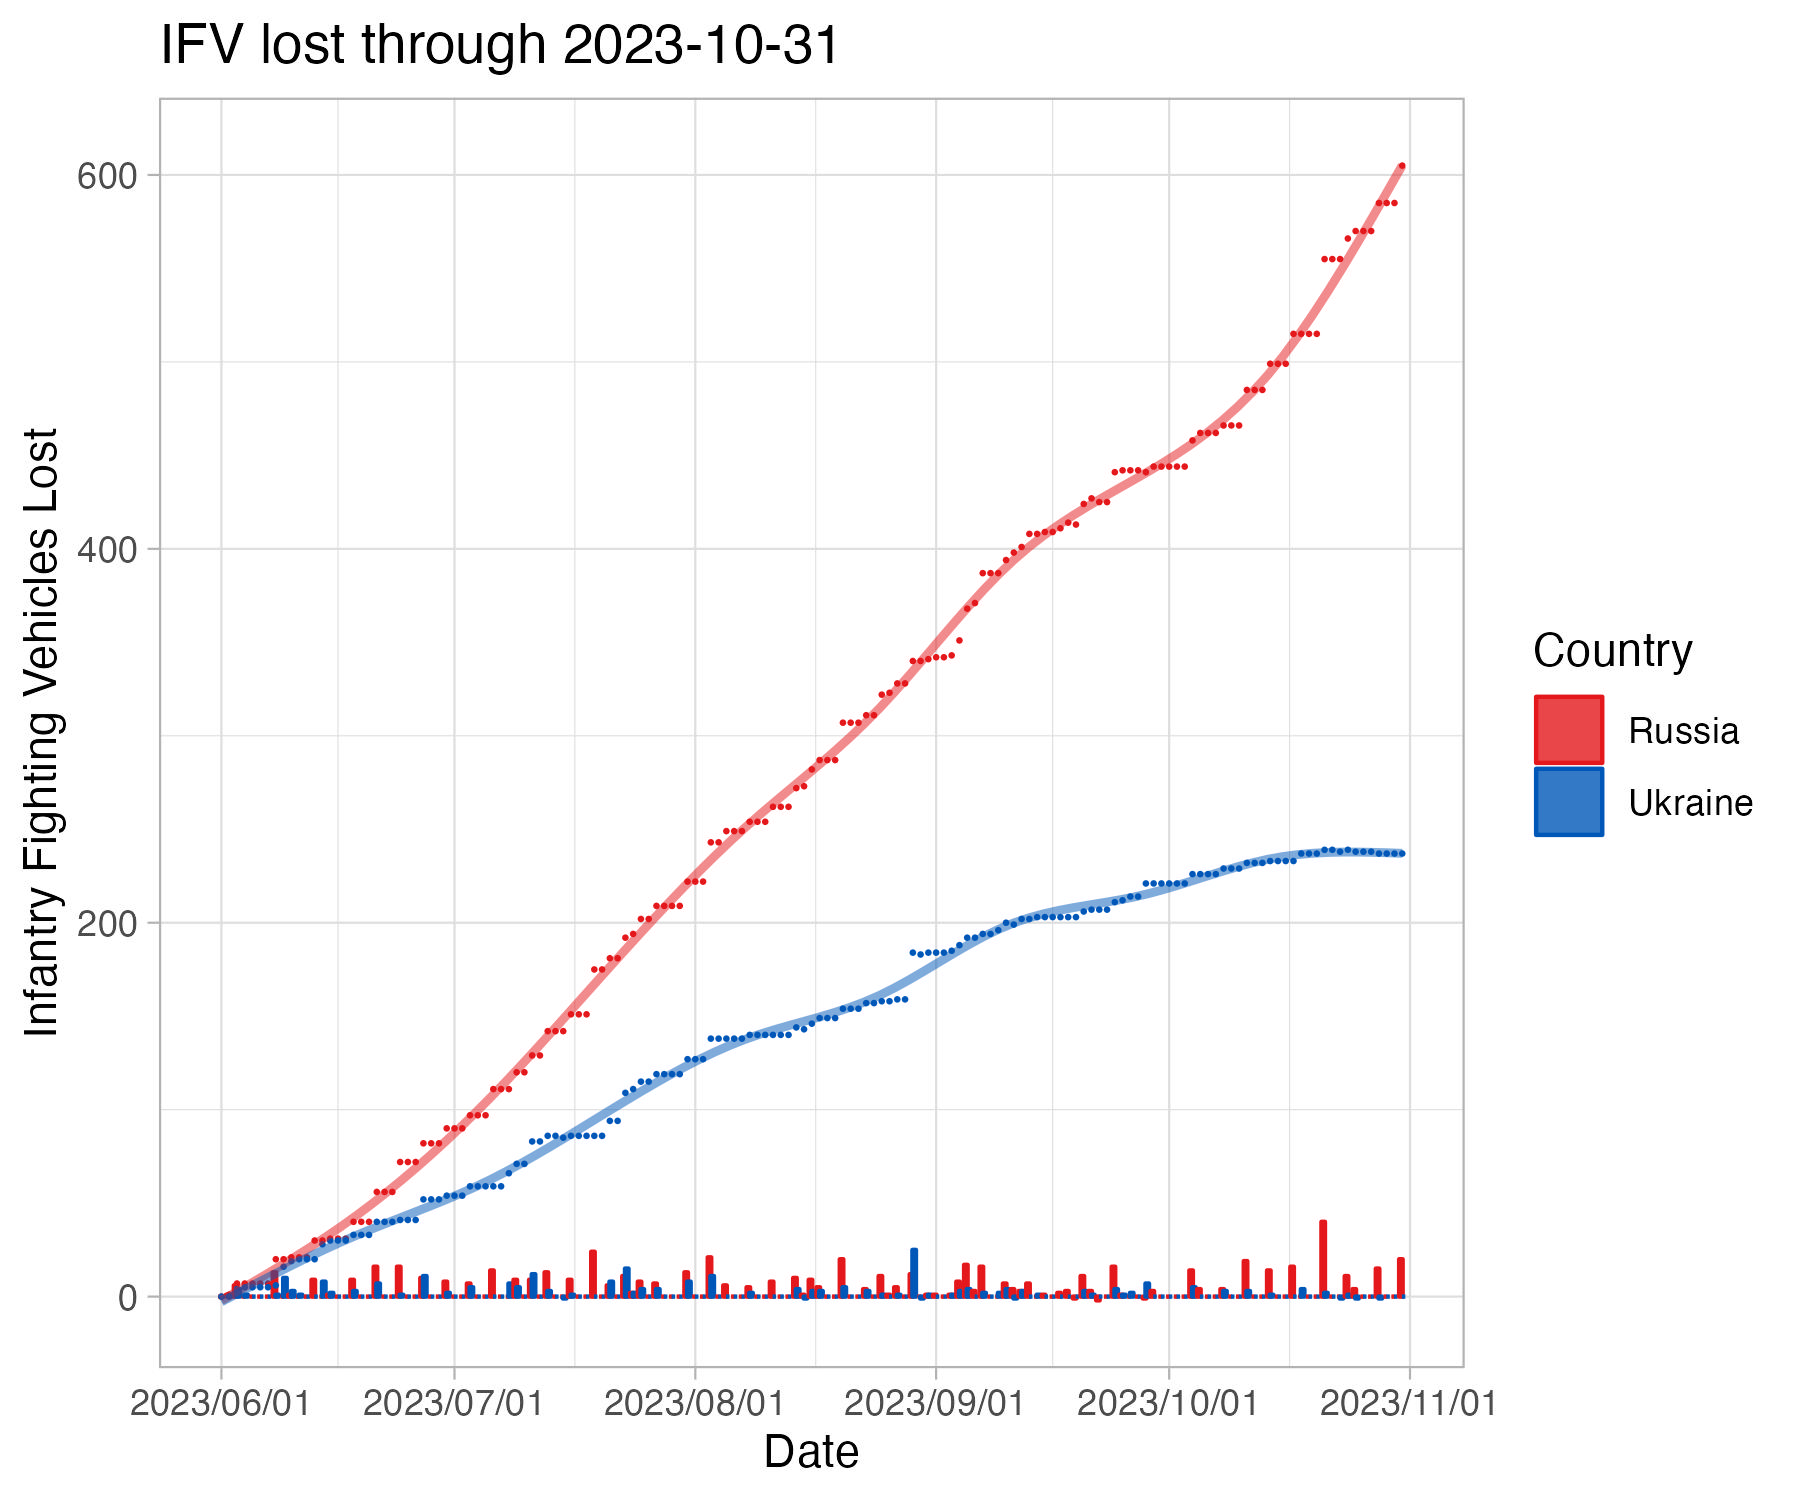 IFV lost through 2023-10-31
Infantry Fighting Vehicles Lost
600
400
200
0
2023/06/01
2023/07/01
2023/08/01
2023/09/01
2023/10/01
2023/11/01
Date
Country
Russia
Ukraine